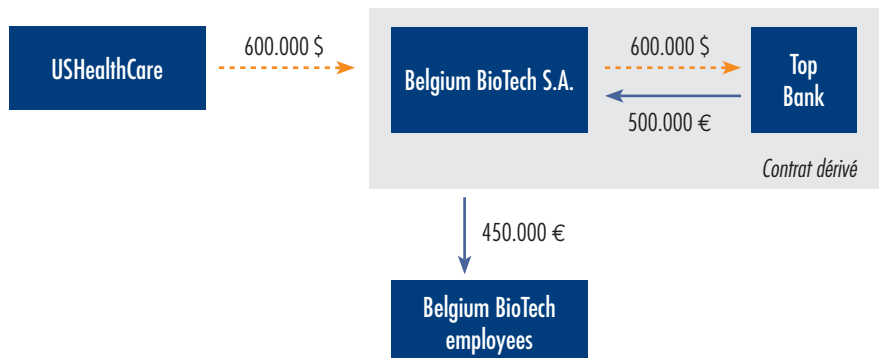 USHealthCare
600.000 $
Belgium BioTech S.A.
600.000 $
500.000 €
Top
Bank
Contrat dérivé
450.000 €
Belgium BioTech
employees